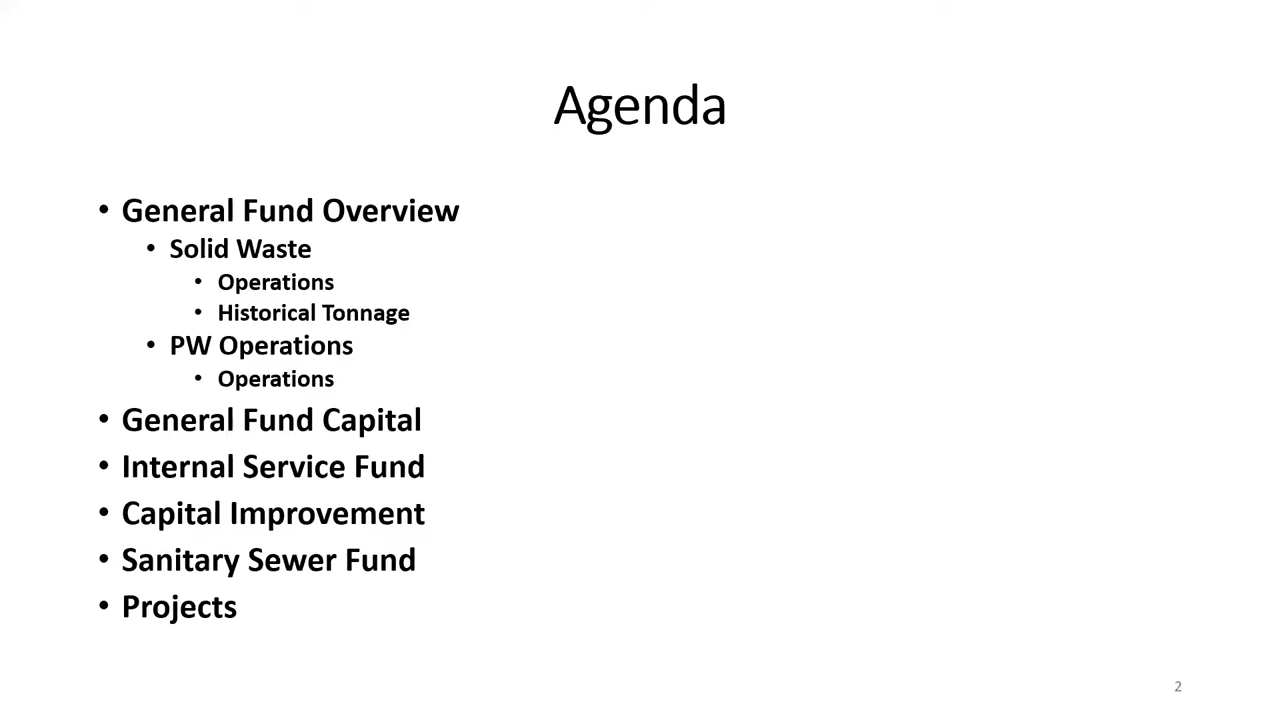 Agenda
• General Fund Overview
• Solid Waste
• Operations
• Historical Tonnage
• PW Operations
• Operations
• General Fund Capital
• Internal Service Fund
• Capital Improvement
• Sanitary Sewer Fund
• Projects
2